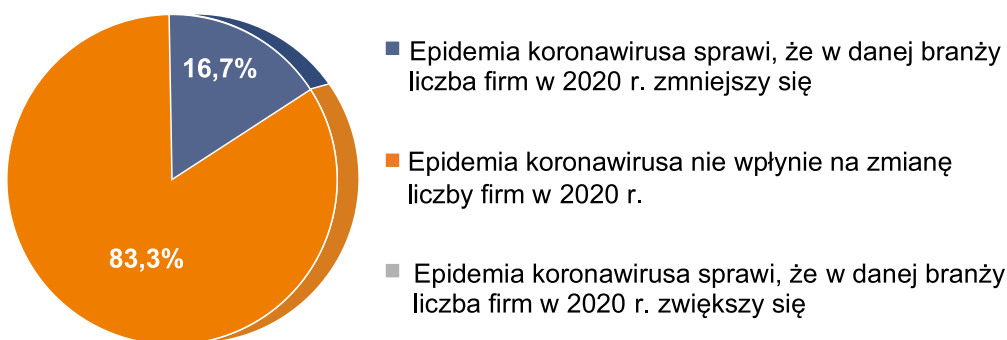 16,7%
83,3%
Epidemia koronawirusa sprawi, że w danej branży
liczba firm w 2020 r. zmniejszy się
Epidemia koronawirusa nie wpłynie na zmianę
liczby firm w 2020 r.
Epidemia koronawirusa sprawi, że w danej branży
liczba firm w 2020 r. zwiększy się